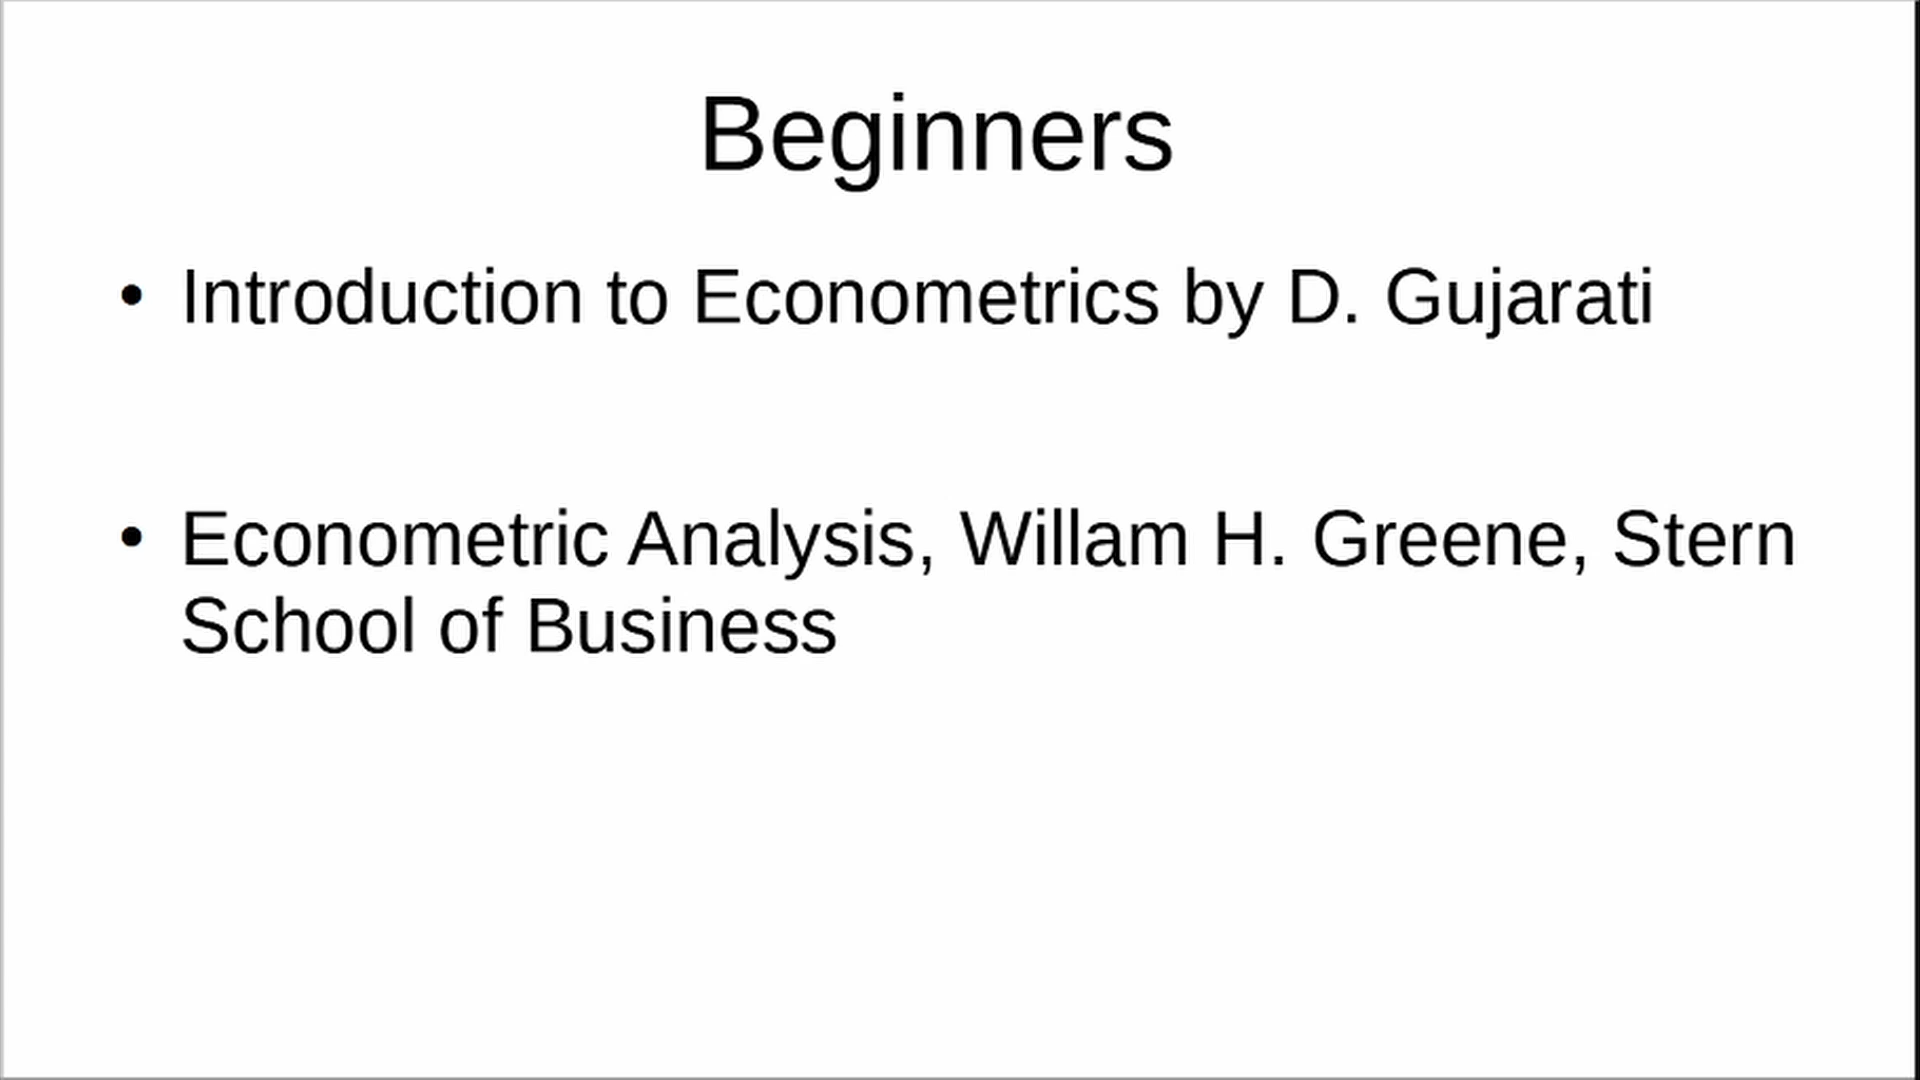 Beginners
• Introduction to Econometrics by D. Gujarati
• Econometric Analysis, Willam H. Greene, Stern
School of Business